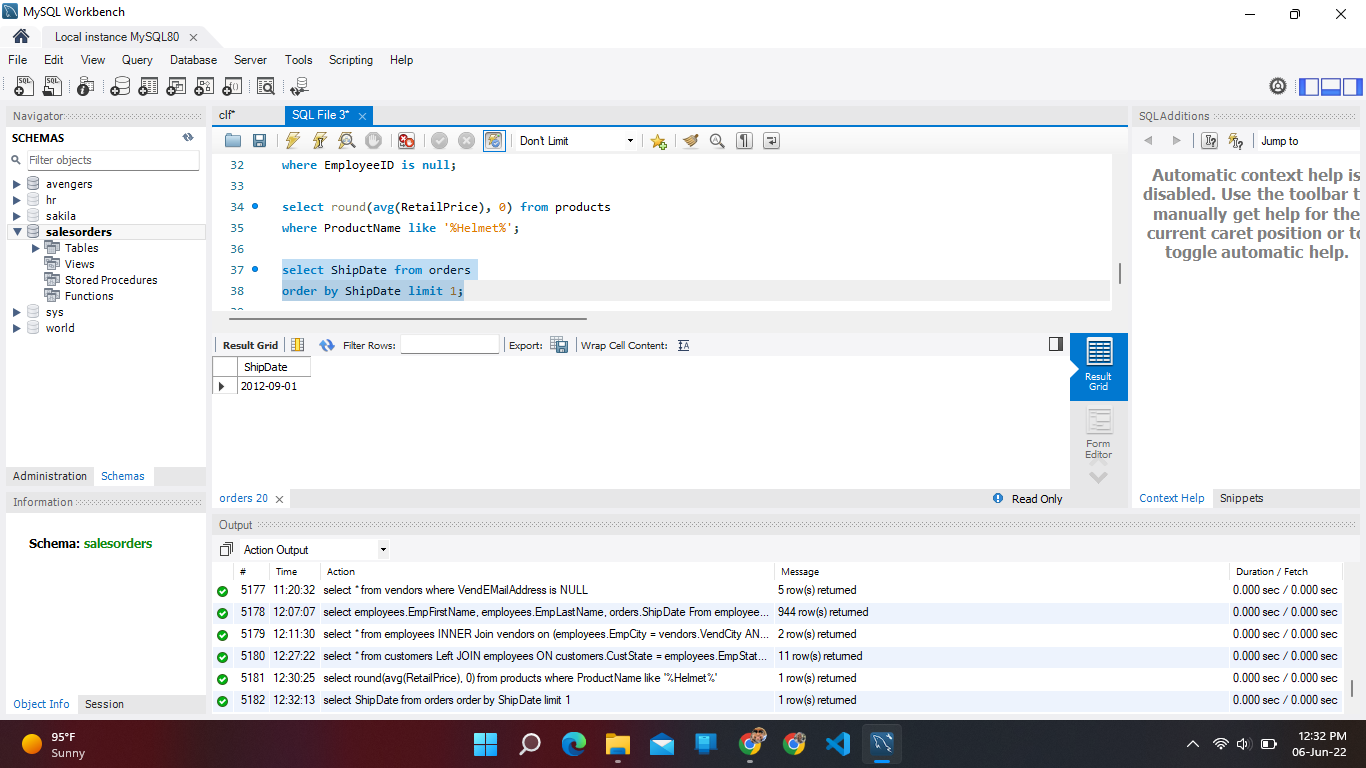 MySQL Workbench
Local instance MySQL80
File Edit View Query Database Server Tools Scripting Help
Navigator
SCHEMAS
Filter objects
avengers
hr
sakila
salesorders
Tables
Views
Stored Procedures
Functions
sys
world
Administration Schemas
Information
Schema: salesorders
Object Info Session
clf* SQL File 3*
Don't Limit
32 where EmployeeID is null;
33
34 select round(avg(RetailPrice), 0) from products
35 where ProductName like '%Helmet%';
36
37 select ShipDate from orders
38 order by ShipDate limit 1;
Result Grid Filter Rows: Export: Wrap Cell Content:
ShipDate
2012-09-01
Result
Grid
Form
Editor
orders 20 Read Only
SQLAdditions
Jump to
Automatic context help is
disabled. Use the toolbar t
manually get help for the
current caret position or to
toggle automatic help.
Context Help Snippets
Output
Action Output
# Time Action Message Duration / Fetch
5177 11:20:32 select * from vendors where VendEMailAddress is NULL 5 row(s) returned 0.000 sec / 0.000 sec
5178 12:07:07 select employees.EmpFirstName, employees.EmpLastName, orders.ShipDate From employee... 944 row(s) returned 0.000 sec / 0.000 sec
5179 12:11:30 select * from employees INNER Join vendors on (employees.EmpCity = vendors.VendCity AN... 2 row(s) returned 0.000 sec / 0.000 sec
5180 12:27:22 select * from customers Left JOIN employees ON customers.CustState = employees.EmpStat... 11 row(s) returned 0.000 sec / 0.000 sec
5181 12:30:25 select round(avg(RetailPrice), 0) from products where ProductName like '%Helmet%' 1 row(s) returned 0.000 sec / 0.000 sec
5182 12:32:13 select ShipDate from orders order by ShipDate limit 1 1 row(s) returned 0.000 sec / 0.000 sec
95°F
Sunny
12:32 PM
06-Jun-22